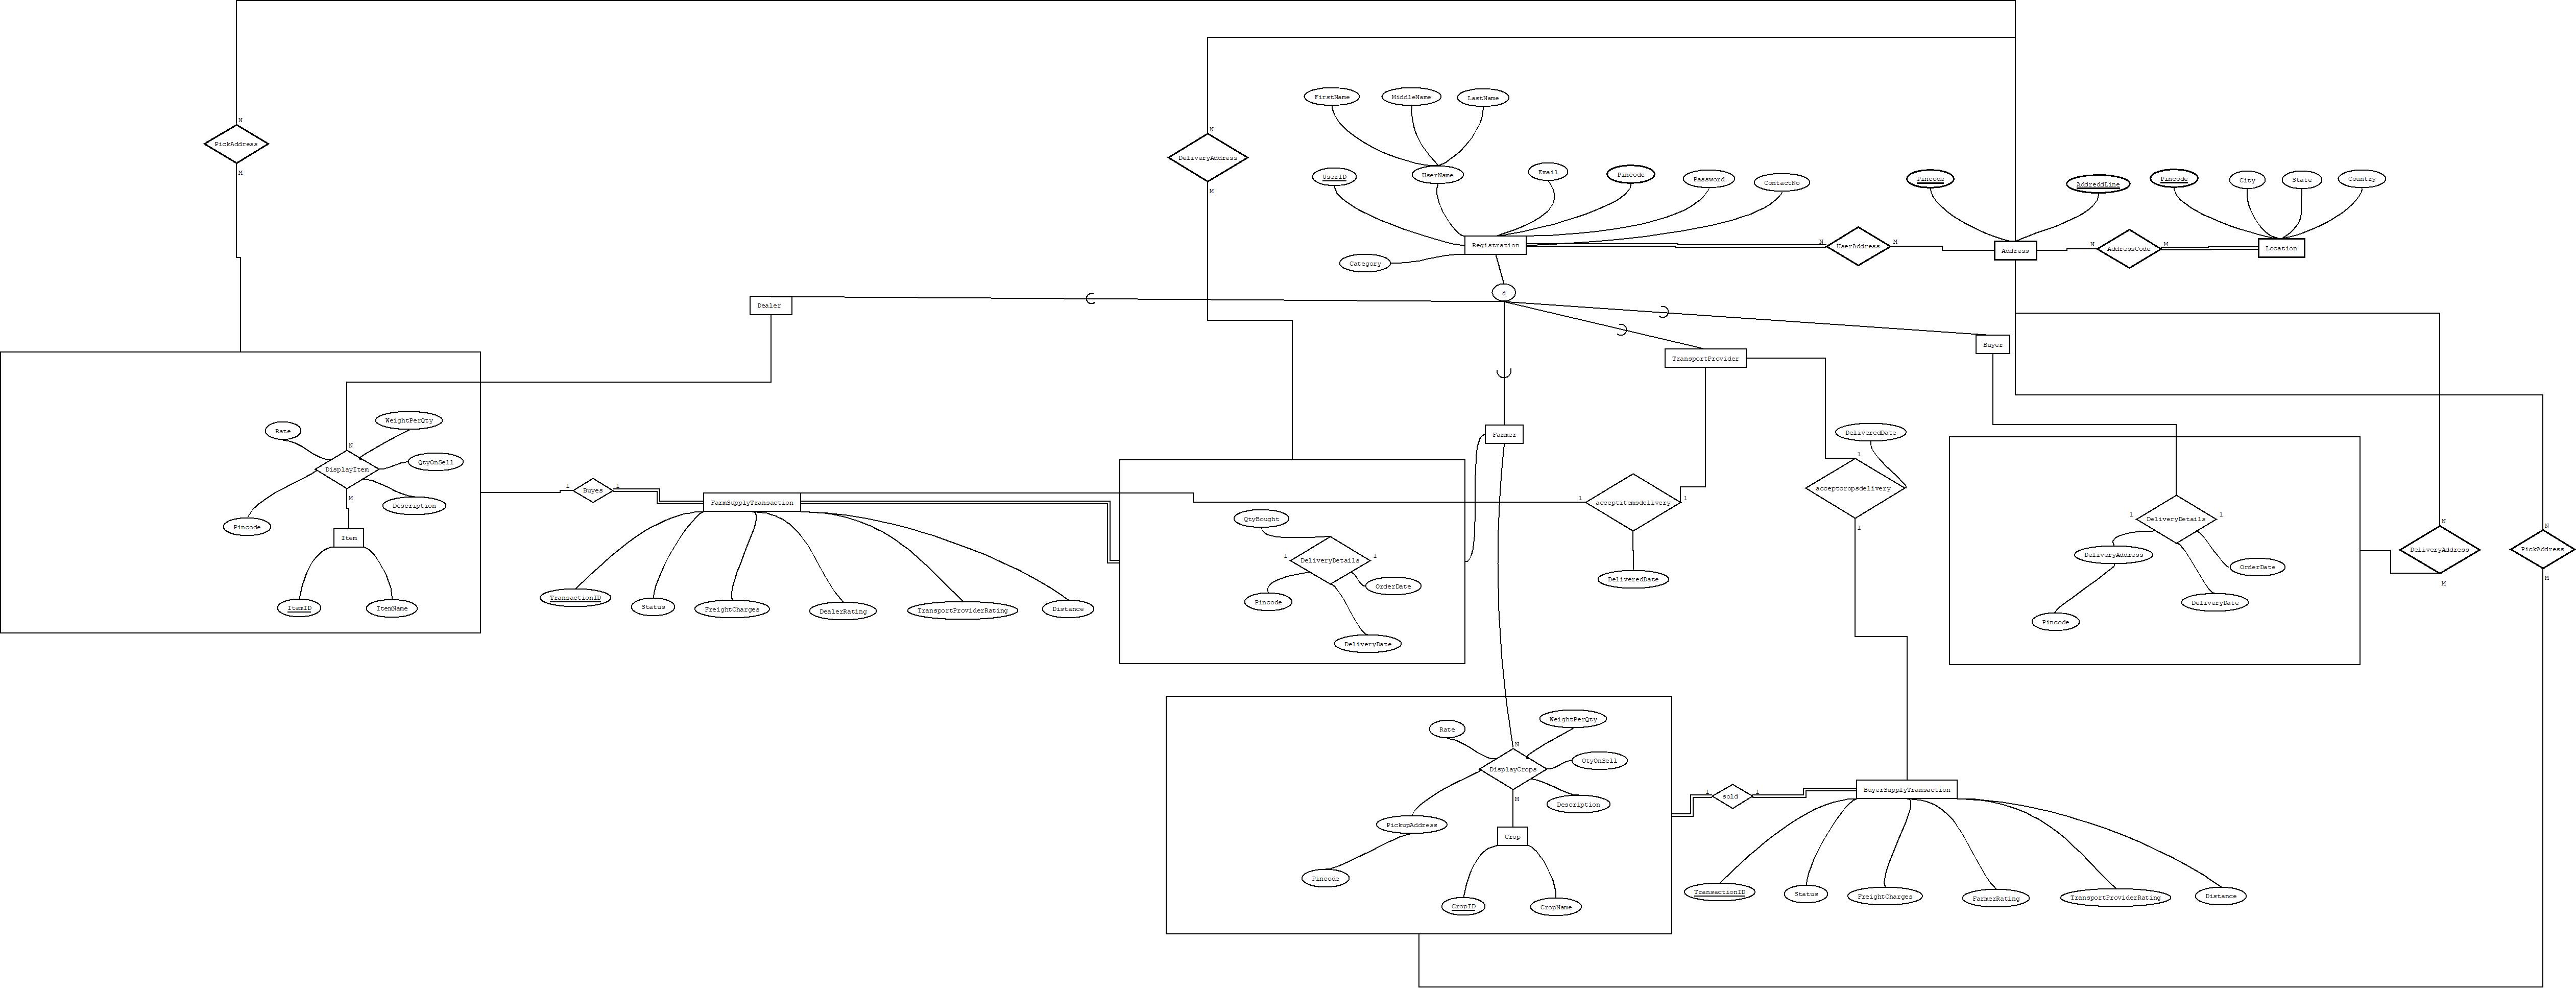 N
PickAddress
M
N
DeliveryAddress
M
FirstName
MiddleName
LastName
UserID
UserName
Email
Pincode
Password
ContactNo
Category
Registration
N
UserAddress
M
Pincode
AddreddLine
Address
N
AddressCode
M
Pincode
City
State
Country
Location
d
Dealer
TransportProvider
Buyer
Farmer
Rate
WeightPerQty
N
DisplayItem
M
QtyOnSell
Description
Pincode
Item
ItemID
ItemName
1
Buyes
1
FarmSupplyTransaction
TransactionID
Status
FreightCharges
DealerRating
TransportProviderRating
Distance
QtyBought
1
DeliveryDetails
1
Pincode
OrderDate
DeliveryDate
1
acceptitemsdelivery
1
DeliveredDate
DeliveredDate
1
acceptcropsdelivery
1
1
DeliveryDetails
1
DeliveryAddress
Pincode
OrderDate
DeliveryDate
N
DeliveryAddress
M
N
PickAddress
M
Rate
WeightPerQty
N
DisplayCrops
M
QtyOnSell
Description
PickupAddress
Pincode
Crop
CropID
CropName
1
sold
1
BuyerSupplyTransaction
TransactionID
Status
FreightCharges
FarmerRating
TransportProviderRating
Distance